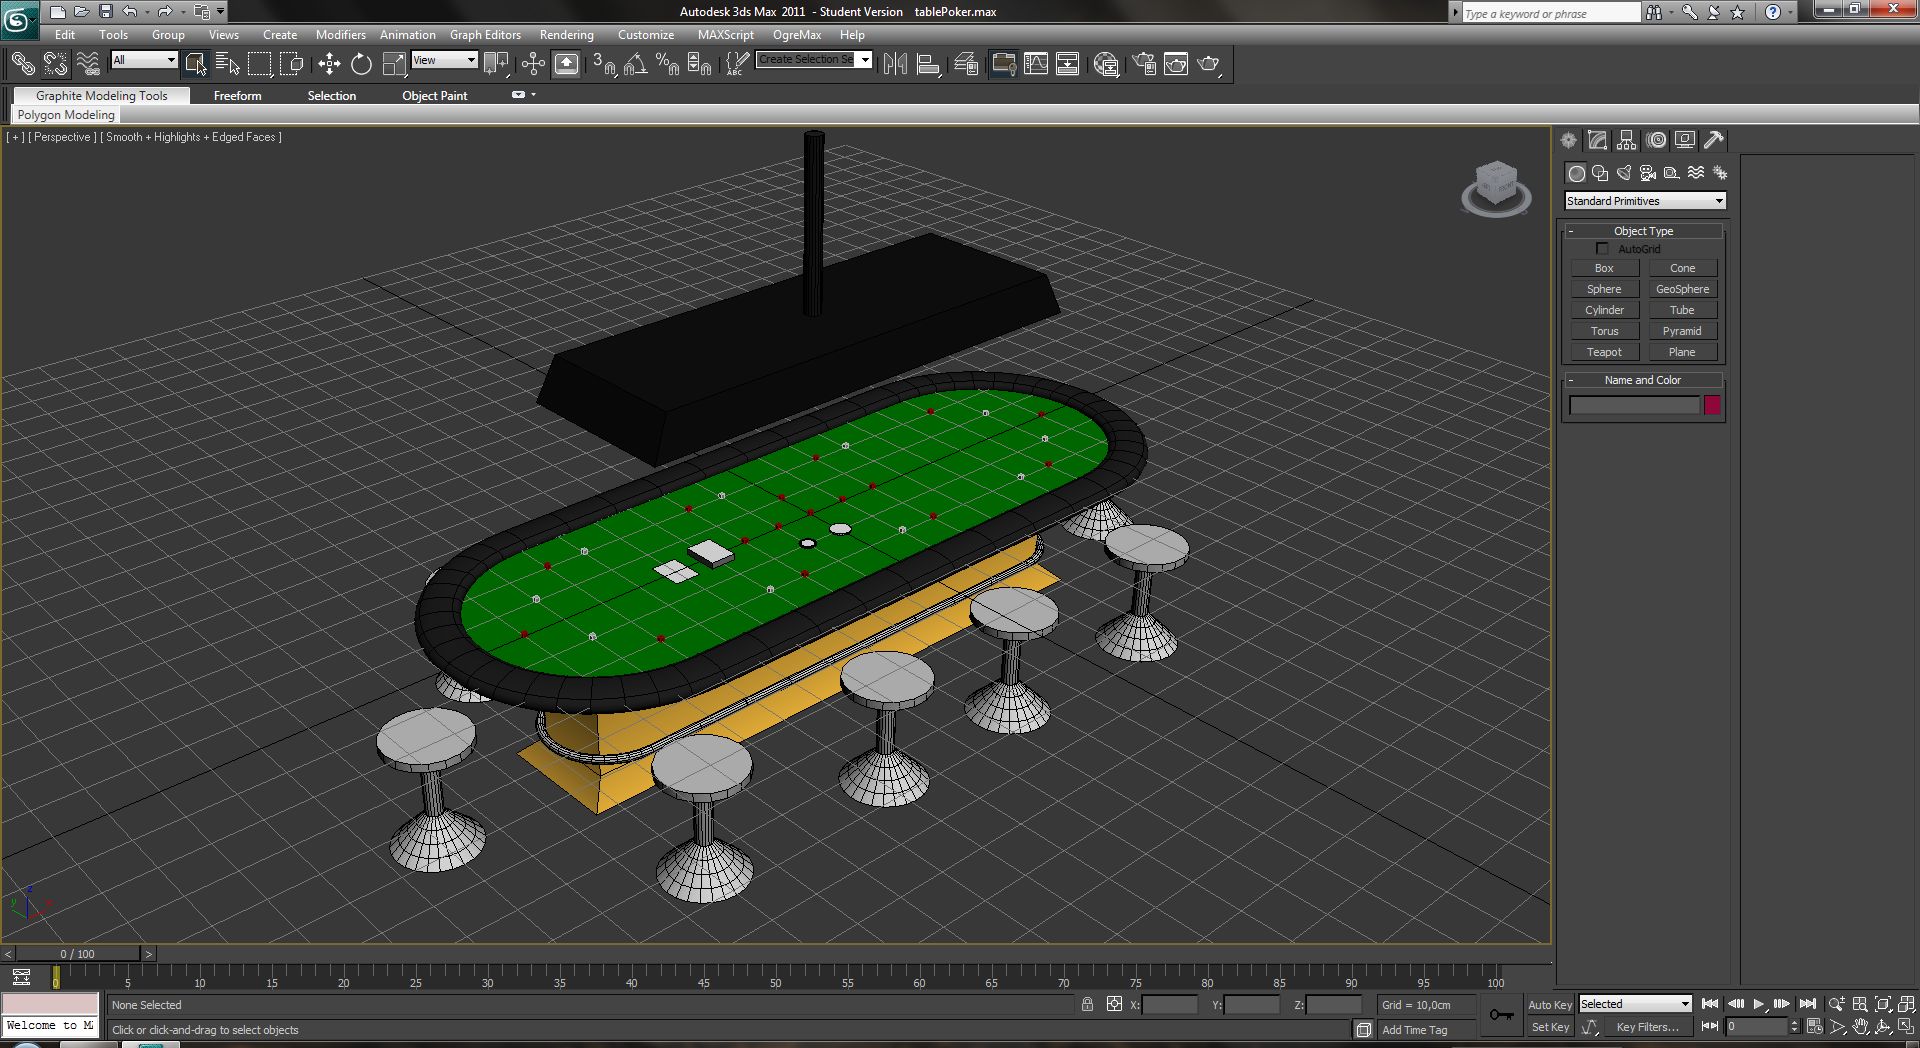 Autodesk 3ds Max 2011 - Student Version tablePoker.max
Type a keyword or phrase
Edit Tools Group Views Create Modifiers Animation Graph Editors Rendering Customize MAXScript OgreMax Help
All
View
3
%
ABC
Create Selection Se
Graphite Modeling Tools Freeform Selection Object Paint
Polygon Modeling
[ + ] [ Perspective ] [ Smooth + Highlights + Edged Faces ]
Standard Primitives
- Object Type
AutoGrid
Box Cone
Sphere GeoSphere
Cylinder Tube
Torus Pyramid
Teapot Plane
- Name and Color
z
y
x
< 0 / 100 >
0 5 10 15 20 25 30 35 40 45 50 55 60 65 70 75 80 85 90 95 100
None Selected X: Y: Z: Grid = 10,0cm Auto Key Selected
Welcome to M
Click or click-and-drag to select objects Add Time Tag Set Key Key Filters... 0